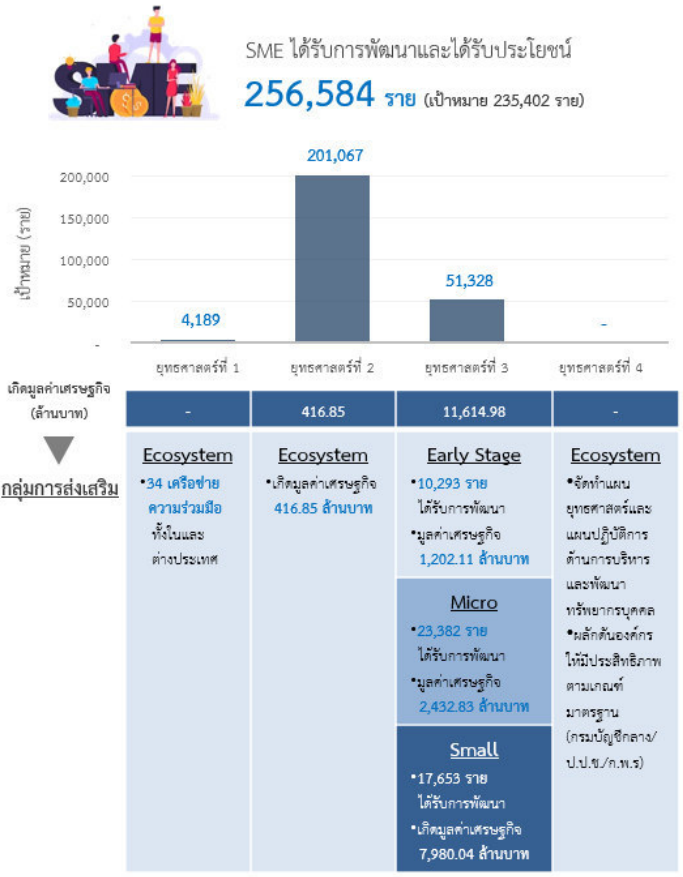 SME
SME ได้รับการพัฒนาและได้รับประโยชน์
256,584 ราย (เป้าหมาย 235,402 ราย)
เป้าหมาย (ราย)
200,000
150,000
100,000
50,000
-
4,189
201,067
51,328
-
ยุทธศาสตร์ที่ 1
ยุทธศาสตร์ที่ 2
ยุทธศาสตร์ที่ 3
ยุทธศาสตร์ที่ 4
เกิดมูลค่าเศรษฐกิจ
(ล้านบาท)
-
416.85
11,614.98
-
กลุ่มการส่งเสริม
Ecosystem
•34 เครือข่าย
ความร่วมมือ
ทั้งในและ
ต่างประเทศ
Ecosystem
•เกิดมูลค่าเศรษฐกิจ
416.85 ล้านบาท
Early Stage
•10,293 ราย
ได้รับการพัฒนา
•มูลค่าเศรษฐกิจ
1,202.11 ล้านบาท
Micro
•23,382 ราย
ได้รับการพัฒนา
•มูลค่าเศรษฐกิจ
2,432.83 ล้านบาท
Small
•17,653 ราย
ได้รับการพัฒนา
•เกิดมูลค่าเศรษฐกิจ
7,980.04 ล้านบาท
Ecosystem
•จัดทำแผน
ยุทธศาสตร์และ
แผนปฏิบัติการ
ด้านการบริหาร
และพัฒนา
ทรัพยากรบุคคล
•ผลักดันองค์กร
ให้มีประสิทธิภาพ
ตามเกณฑ์
มาตรฐาน
(กรมบัญชีกลาง/
ป.ป.ช./ก.พ.ร)